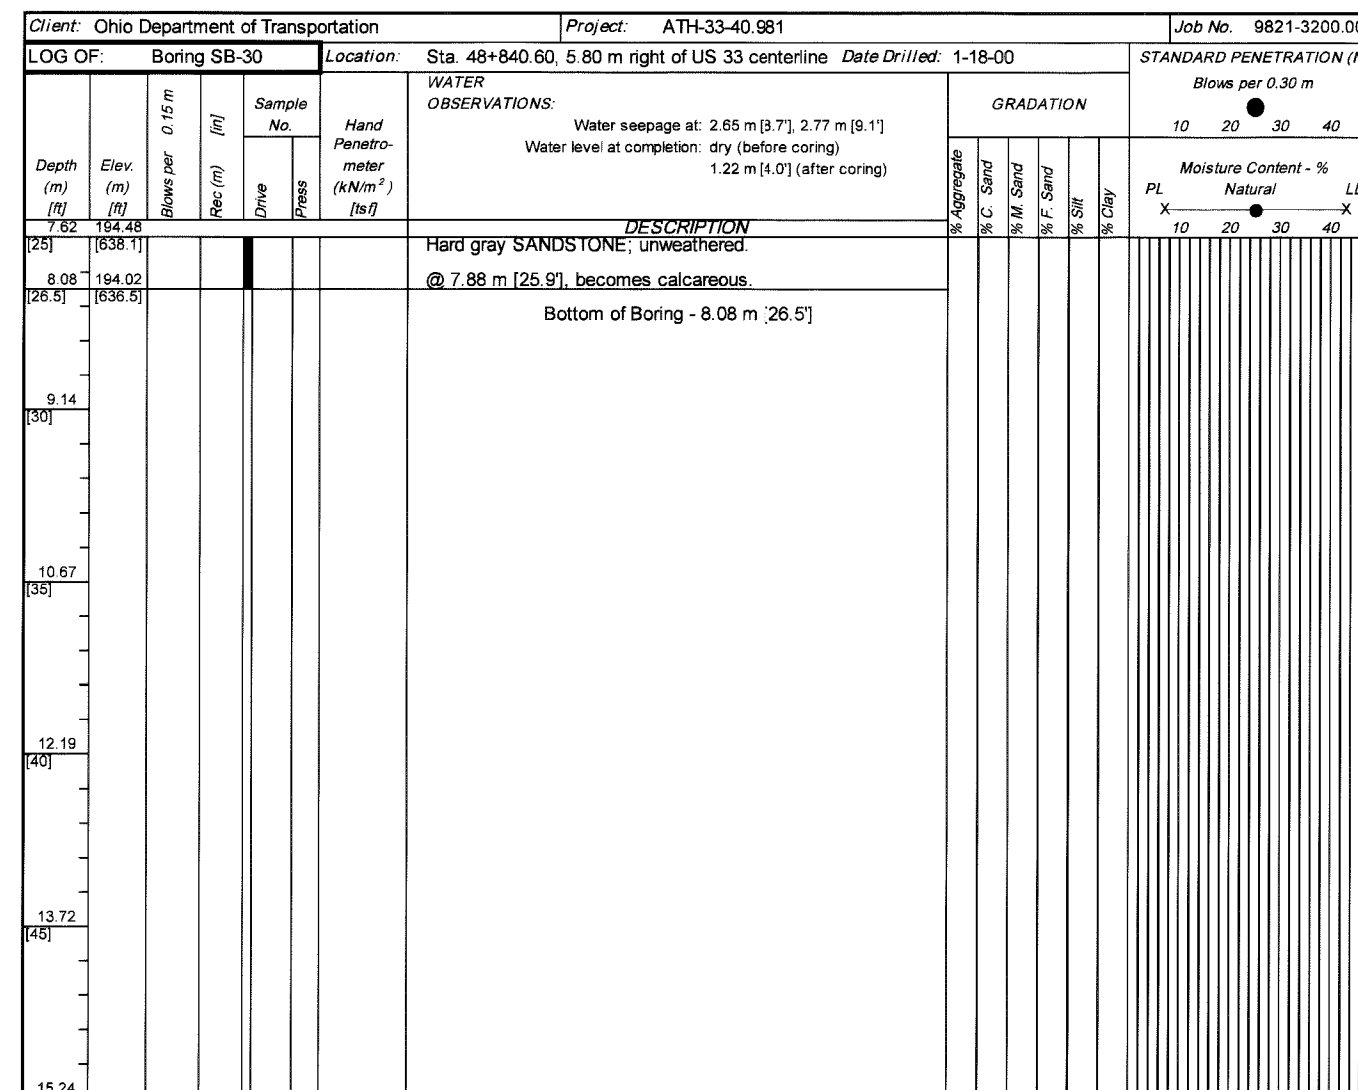 Client: Ohio Department of Transportation Project: ATH-33-40.981 Job No. 9821-3200.00
LOG OF: Boring SB-30 Location: Sta. 48+840.60, 5.80 m right of US 33 centerline Date Drilled: 1-18-00
Depth
(m)
[ft]
Elev.
(m)
[ft]
Blows per 0.15 m
Rec (m) [in]
Sample
No.
Drive
Press
Hand
Penetro-
meter
(kN/m²)
[tsf]
WATER
OBSERVATIONS:
Water seepage at: 2.65 m [8.7'], 2.77 m [9.1']
Water level at completion: dry (before coring)
1.22 m [4.0'] (after coring)
DESCRIPTION
GRADATION
% Aggregate
% C. Sand
% M. Sand
% F. Sand
% Silt
% Clay
STANDARD PENETRATION
Blows per 0.30 m
10 20 30 40
Moisture Content - %
PL Natural LL
X X
10 20 30 40
7.62 194.48
[25] [638.1] Hard gray SANDSTONE; unweathered.
8.08 194.02 @ 7.88 m [25.9'], becomes calcareous.
[26.5] [636.5]
Bottom of Boring - 8.08 m [26.5']
9.14
[30]
10.67
[35]
12.19
[40]
13.72
[45]
15.24